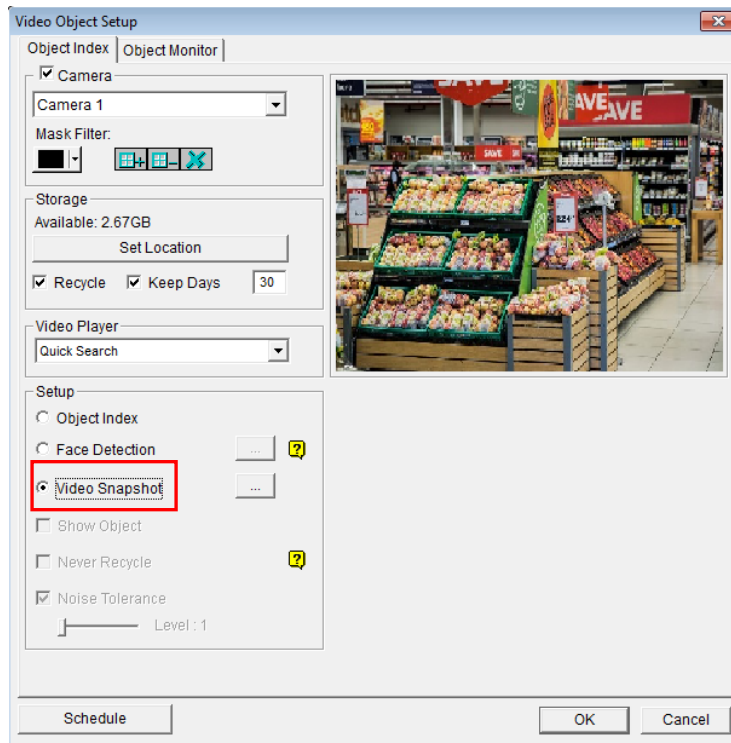 Video Object Setup
Object Index
Object Monitor
Camera
Camera 1
Mask Filter:
Storage
Available: 2.67GB
Set Location
Recycle
Keep Days
30
Video Player
Quick Search
Setup
Object Index
Face Detection
...
?
Video Snapshot
...
Show Object
Never Recycle
?
Noise Tolerance
Level : 1
AVE
AVE
SAVE
Schedule
OK
Cancel